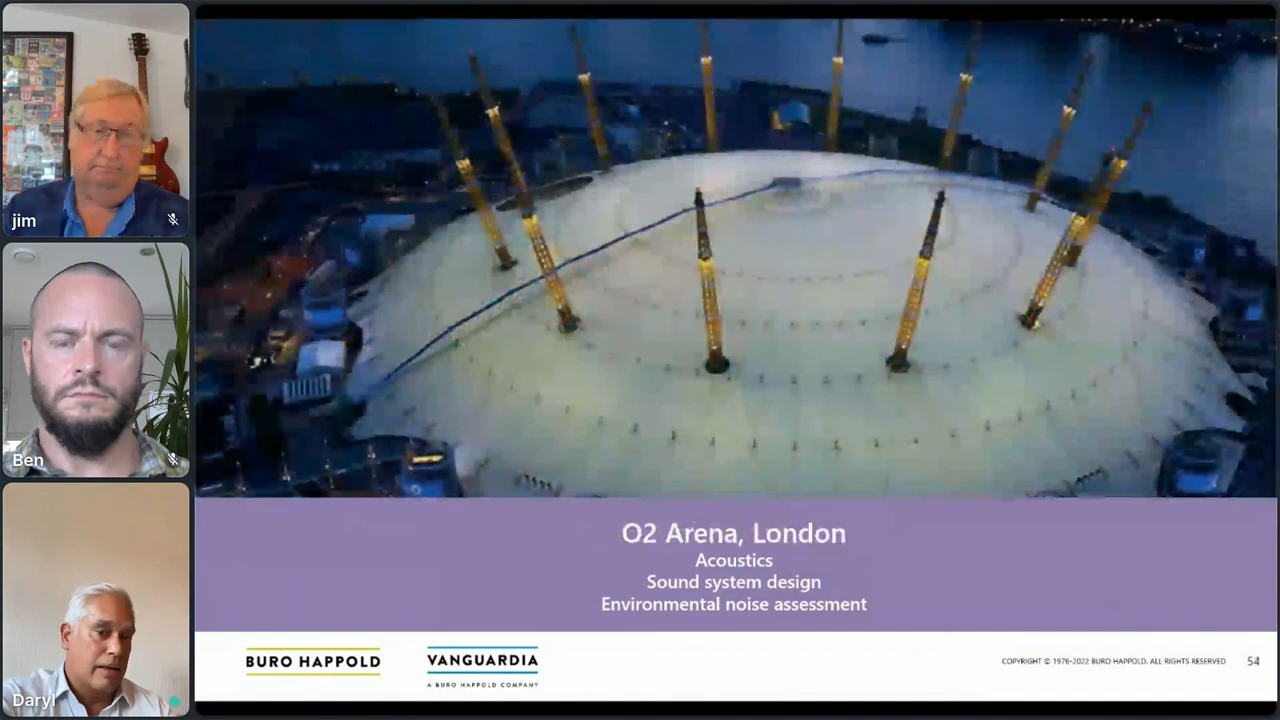 jim
Ben
Daryl
O2 Arena, London
Acoustics
Sound system design
Environmental noise assessment
BURO HAPPOLD
VANGUARDIA
A BURO HAPPOLD COMPANY
COPYRIGHT © 1976-2022 BURO HAPPOLD. ALL RIGHTS RESERVED
54